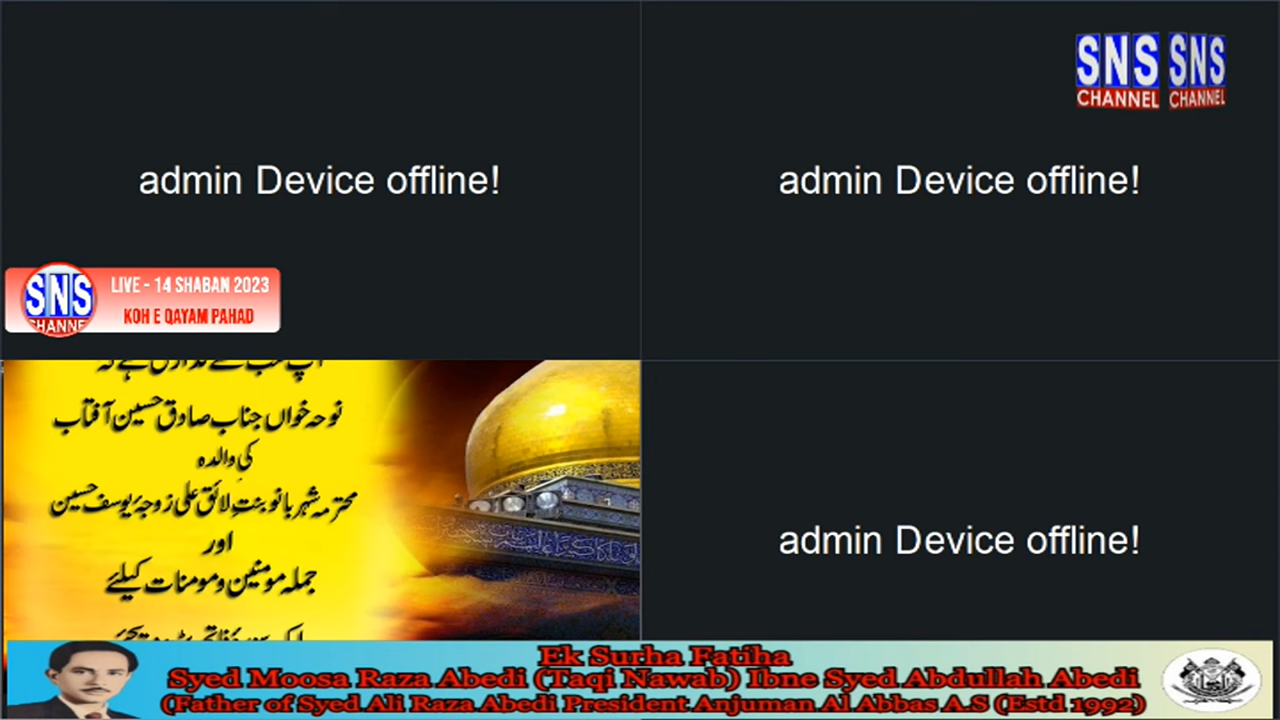 admin Device offline!
admin Device offline!
SNS SNS
CHANNEL CHANNEL
SNS
CHANNE
LIVE - 14 SHABAN 2023
KOH E QAYAM PAHAD
نوحہ خواں جناب صادق حسین آفتاب
کی والدہ
محترمہ شہر بانو بنتِ لائق علی زوجۂ یوسف حسین
اور
جملہ مومنین و مومنات کیلئے
admin Device offline!
Ek Surha Fatiha
Syed Moosa Raza Abedi (Taqi Nawab) Ibne Syed Abdullah Abedi
(Father of Syed Ali Raza Abedi President Anjuman Al Abbas A.S (Estd 1992)